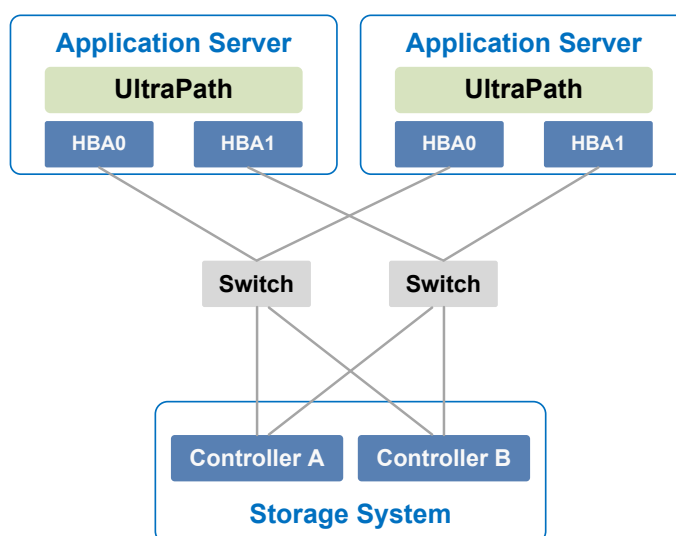 Application Server
UltraPath
HBA0
HBA1
Application Server
UltraPath
HBA0
HBA1
Switch
Switch
Controller A
Controller B
Storage System